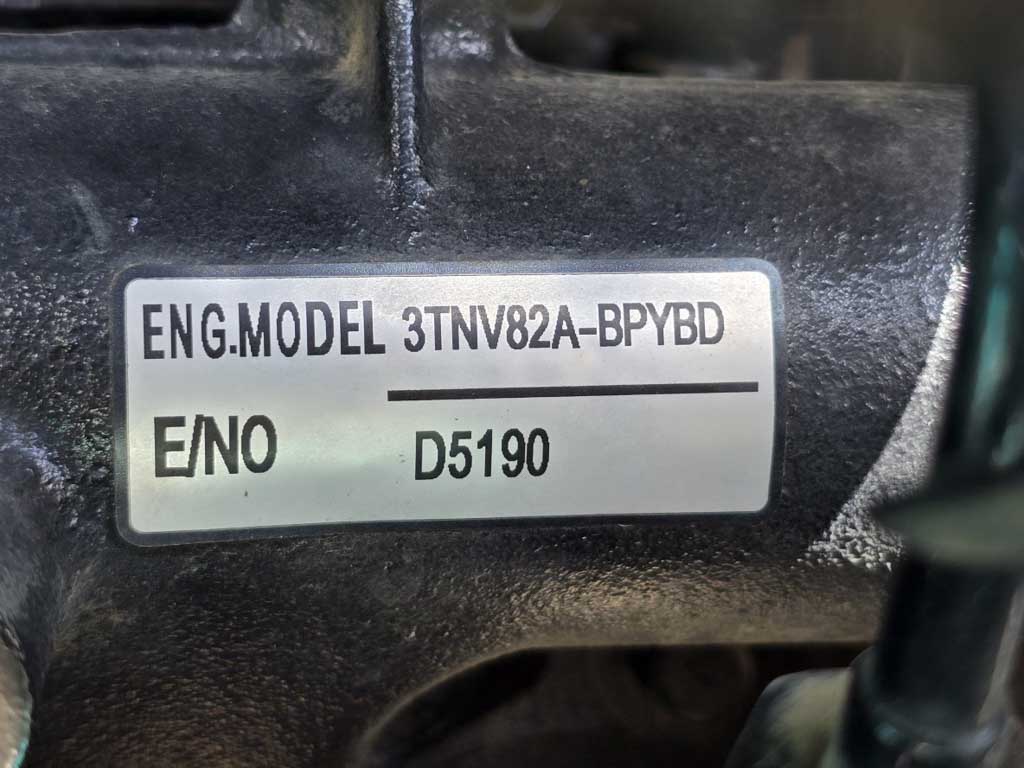 ENG.MODEL 3TNV82A-BPYBD
E/NO D5190